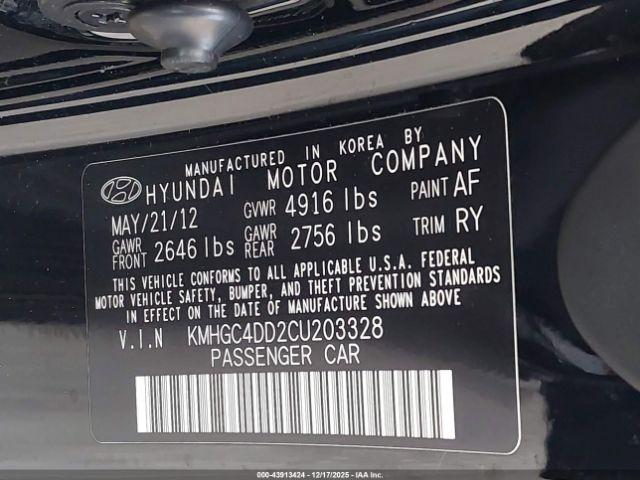 MANUFACTURED IN KOREA BY
HYUNDAI MOTOR COMPANY
MAY/21/12 GVWR 4916 lbs PAINT AF
GAWR FRONT 2646 lbs GAWR REAR 2756 lbs TRIM RY
THIS VEHICLE CONFORMS TO ALL APPLICABLE U.S.A. FEDERAL
MOTOR VEHICLE SAFETY, BUMPER, AND THEFT PREVENTION STANDARDS
IN EFFECT ON THE DATE OF MANUFACTURE SHOWN ABOVE
V.I.N KMHGC4DD2CU203328
PASSENGER CAR
000-43913424 - 12/17/2025 - IAA Inc.